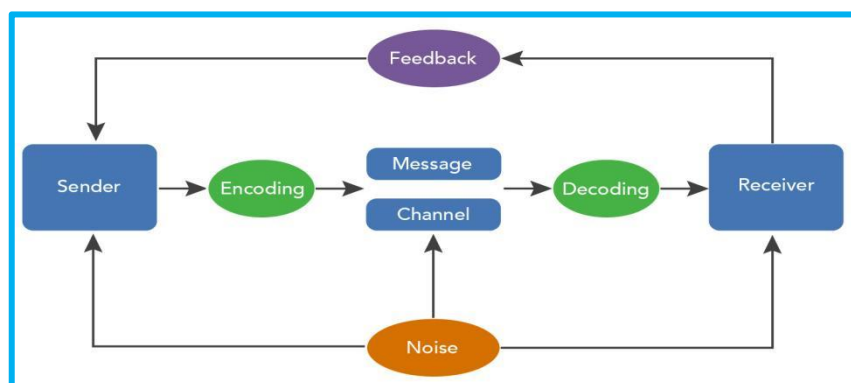 Feedback
Sender
Encoding
Message
Channel
Decoding
Receiver
Noise